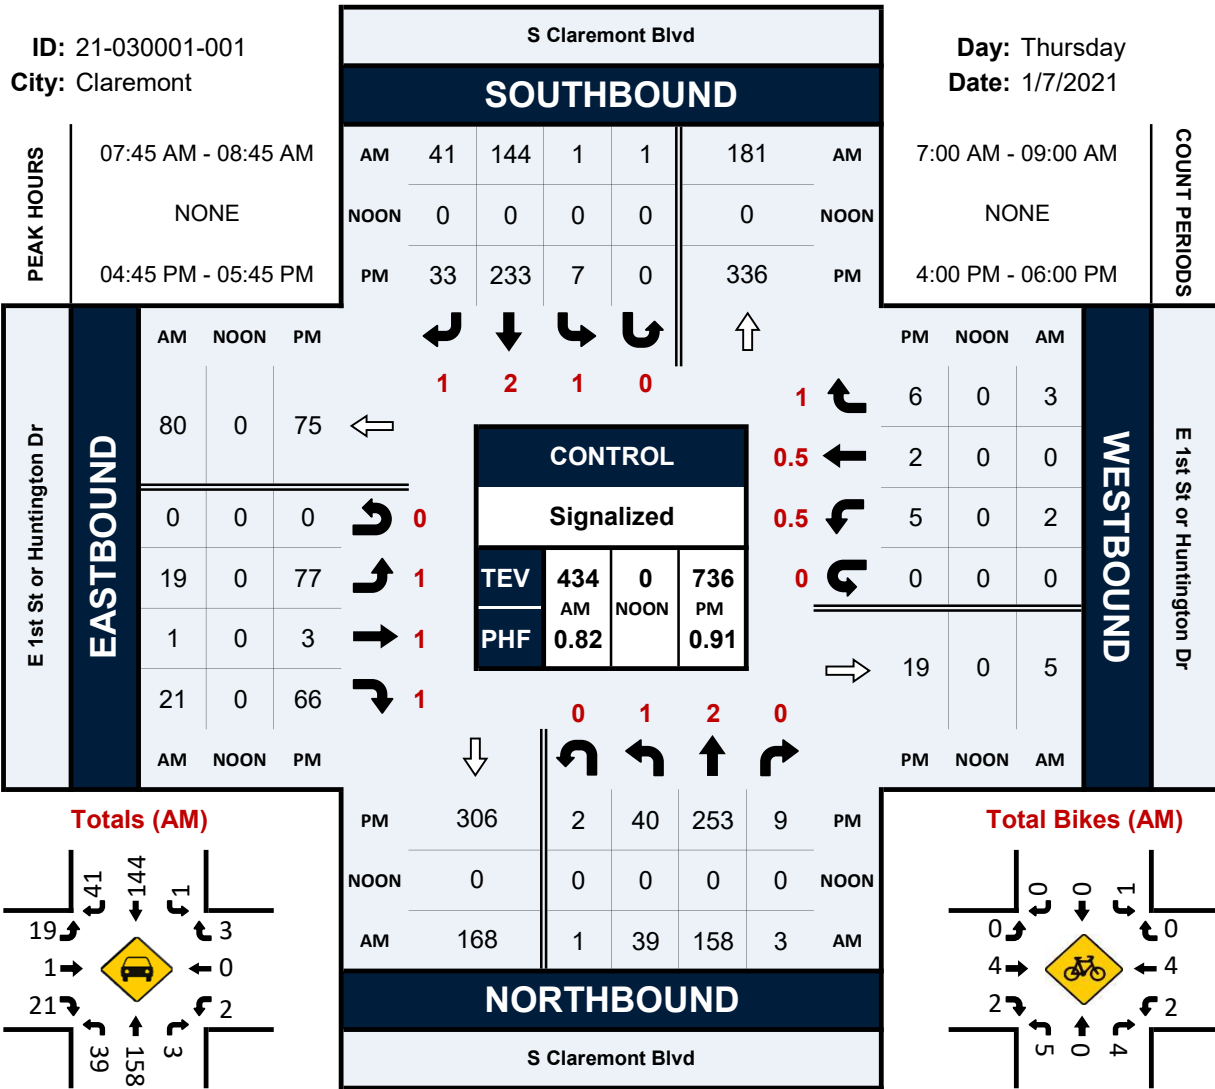 S Claremont Blvd
ID: 21-030001-001
City: Claremont
Day: Thursday
Date: 1/7/2021
SOUTHBOUND
PEAK HOURS
07:45 AM - 08:45 AM
NONE
04:45 PM - 05:45 PM
AM 41 144 1 1 181 AM
NOON 0 0 0 0 0 NOON
PM 33 233 7 0 336 PM
7:00 AM - 09:00 AM
NONE
4:00 PM - 06:00 PM
COUNT PERIODS
1 2 1 0
E 1st St or Huntington Dr
EASTBOUND
AM NOON PM
80 0 75
0 0 0 0
19 0 77 1
1 0 3 1
21 0 66 1
AM NOON PM
CONTROL
Signalized
TEV 434 0 736
AM NOON PM
PHF 0.82 0.91
PM NOON AM
1 6 0 3
0.5 2 0 0
0.5 5 0 2
0 0 0 0
19 0 5
PM NOON AM
WESTBOUND
E 1st St or Huntington Dr
0 1 2 0
PM 306 2 40 253 9 PM
NOON 0 0 0 0 0 NOON
AM 168 1 39 158 3 AM
NORTHBOUND
S Claremont Blvd
Totals (AM)
41 144 1
19 3
1 0
21 2
39 158 3
Total Bikes (AM)
0 0 1
0 0
4 4
2 2
5 0 4